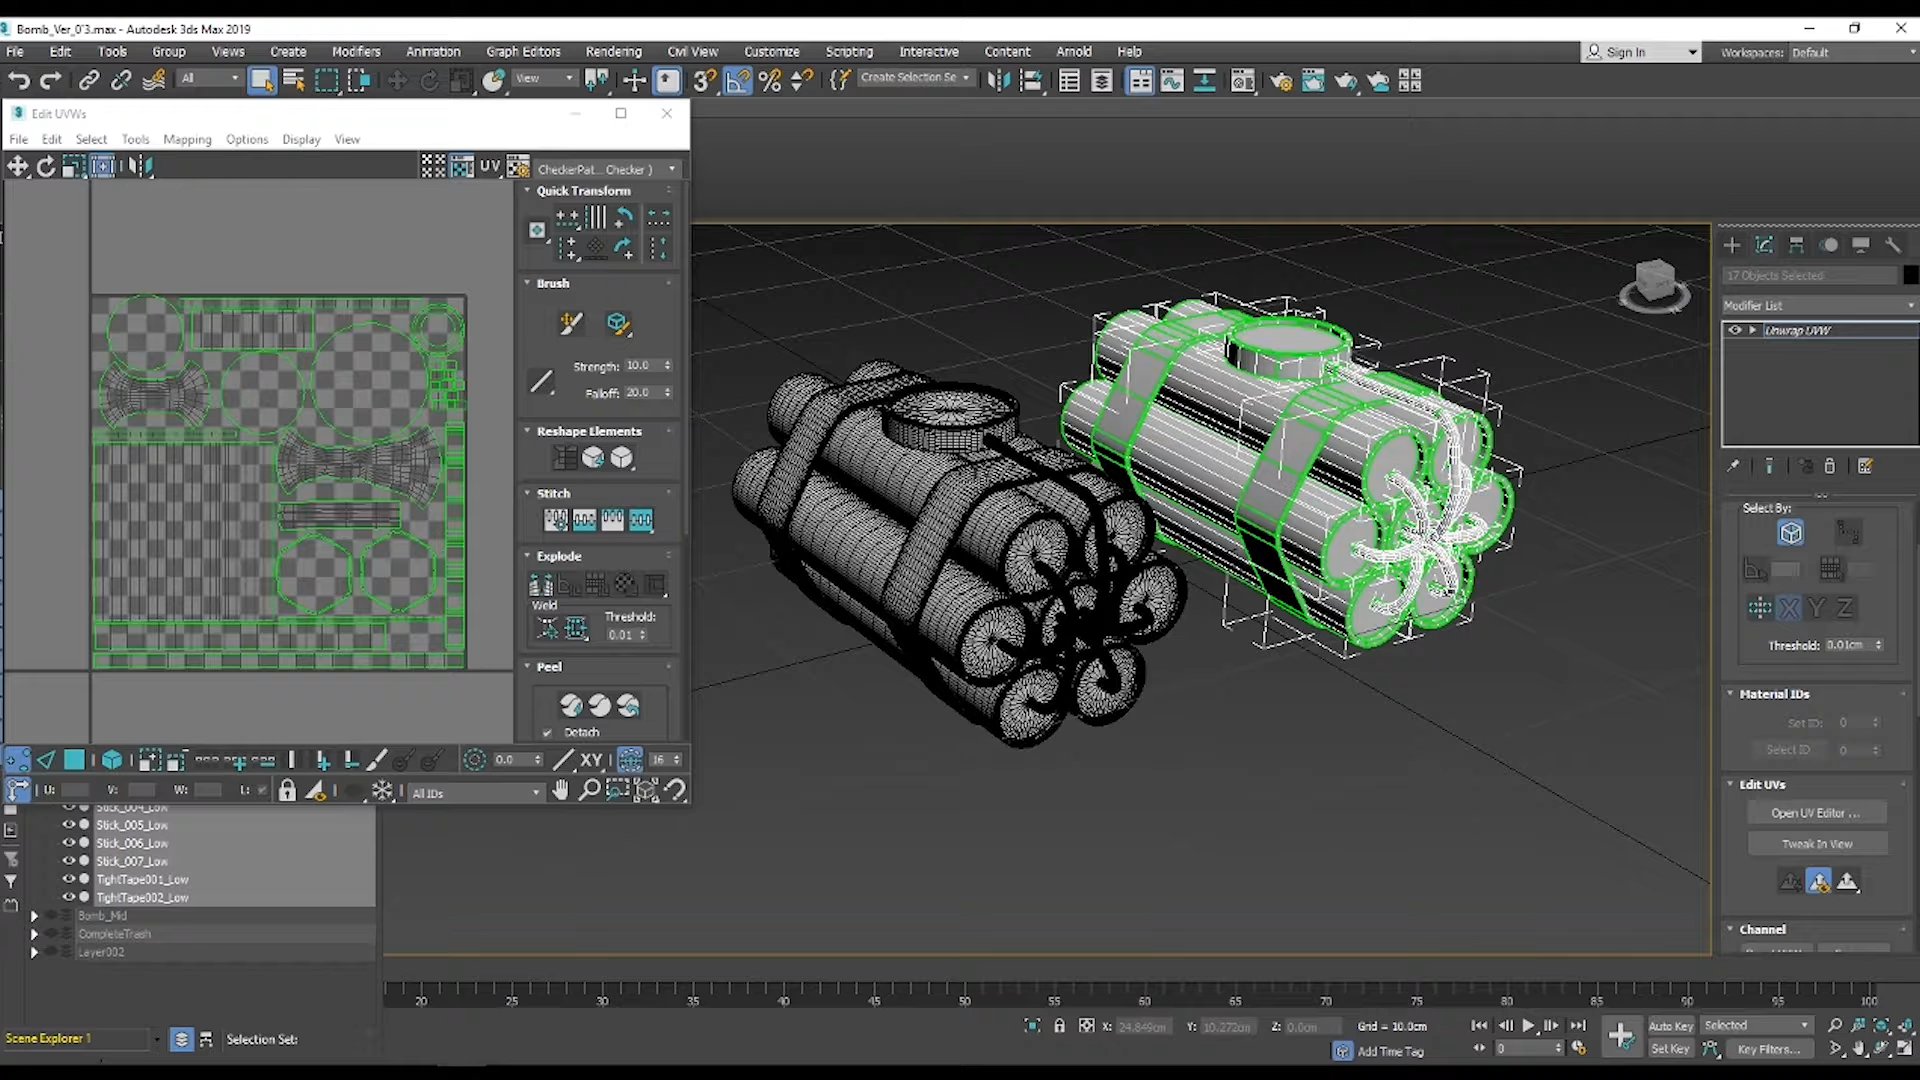 Bomb_Ver_0'3.max - Autodesk 3ds Max 2019
File Edit Tools Group Views Create Modifiers Animation Graph Editors Rendering Civil View Customize Scripting Interactive Content Arnold Help
Sign In Workspaces: Default
All View Create Selection Se
Edit UVWs
File Edit Select Tools Mapping Options Display View
UV CheckerPat... Checker )
Quick Transform
Brush
Strength: 10.0
Falloff: 20.0
Reshape Elements
Stitch
Explode
Weld Threshold:
0.01
Peel
Detach
0.0 XY 16
U: V: W: L: All IDs
Stick_004_Low
Stick_005_Low
Stick_006_Low
Stick_007_Low
TightTape001_Low
TightTape002_Low
Bomb_Mid
CompleteTrash
Layer002
17 Objects Selected
Modifier List
Unwrap UVW
Select By:
X Y Z
Threshold: 0.01cm
Material IDs
Set ID: 0
Select ID 0
Edit UVs
Open UV Editor ...
Tweak In View
Channel
20 25 30 35 40 45 50 55 60 65 70 75 80 85 90 95 100
Scene Explorer 1 Selection Set:
X: 24.849cm Y: 10.272cm Z: 0.0cm Grid = 10.0cm
Add Time Tag
0
Auto Key Selected
Set Key Key Filters...